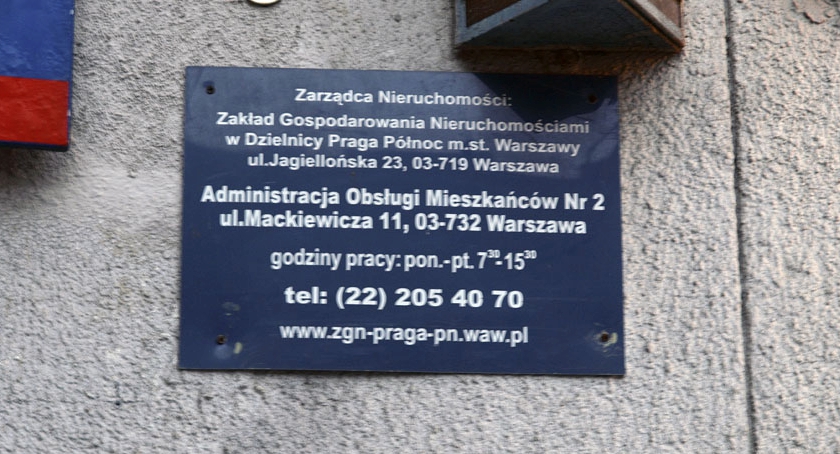 Zarządca Nieruchomości:
Zakład Gospodarowania Nieruchomościami
w Dzielnicy Praga Północ m.st. Warszawy
ul.Jagiellońska 23, 03-719 Warszawa
Administracja Obsługi Mieszkańców Nr 2
ul.Mackiewicza 11, 03-732 Warszawa
godziny pracy: pon.-pt. 7³⁰-15³⁰
tel: (22) 205 40 70
www.zgn-praga-pn.waw.pl